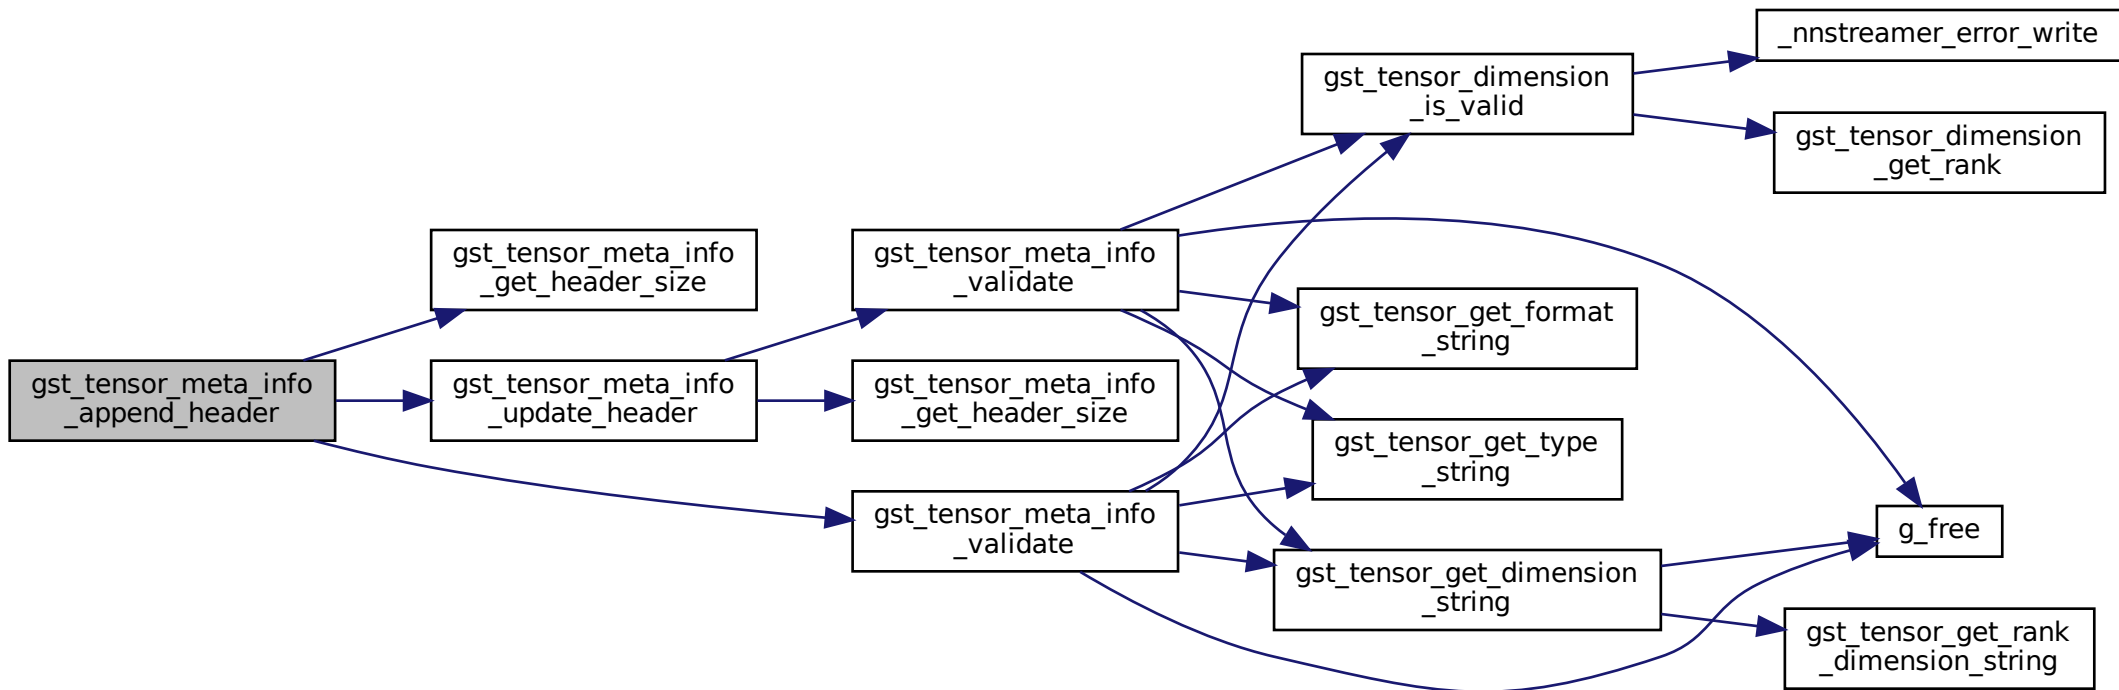 gst_tensor_meta_info
_append_header
gst_tensor_meta_info
_get_header_size
gst_tensor_meta_info
_update_header
gst_tensor_meta_info
_validate
gst_tensor_meta_info
_get_header_size
gst_tensor_meta_info
_validate
gst_tensor_dimension
_is_valid
gst_tensor_get_format
_string
gst_tensor_get_type
_string
gst_tensor_get_dimension
_string
_nnstreamer_error_write
gst_tensor_dimension
_get_rank
g_free
gst_tensor_get_rank
_dimension_string